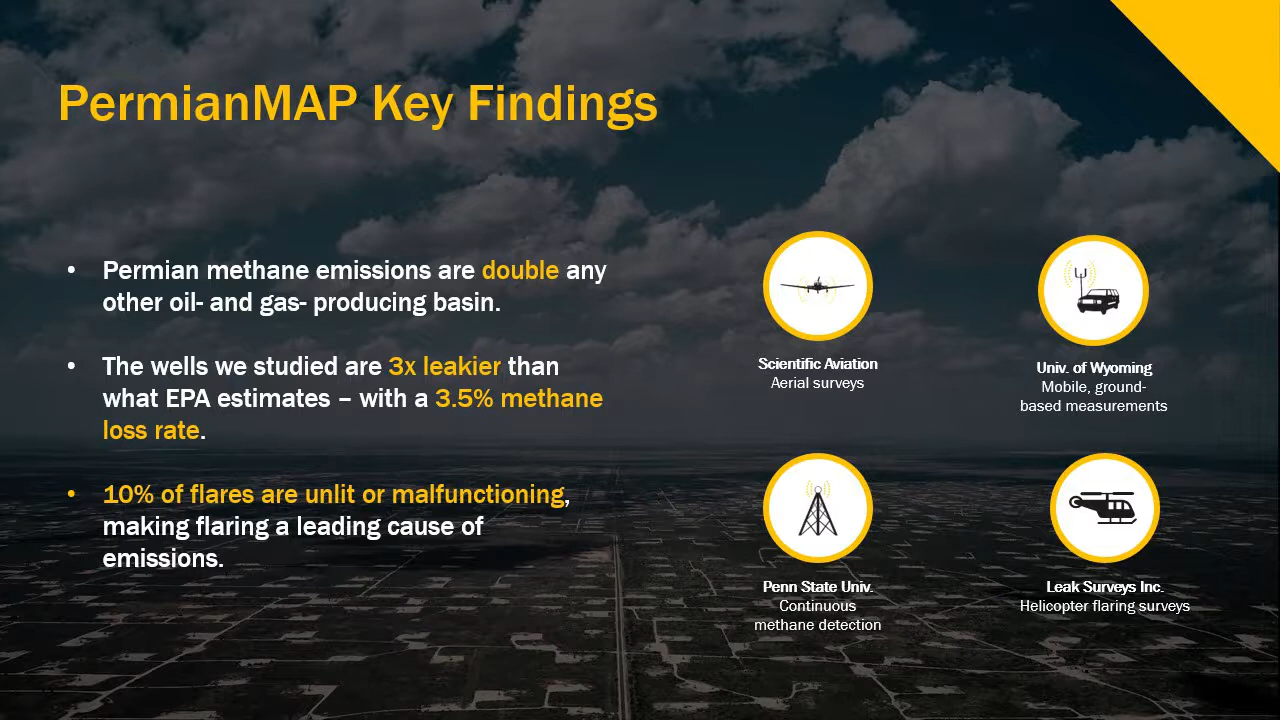 PermianMAP Key Findings
• Permian methane emissions are double any
other oil- and gas- producing basin.
• The wells we studied are 3x leakier than
what EPA estimates – with a 3.5% methane
loss rate.
• 10% of flares are unlit or malfunctioning,
making flaring a leading cause of
emissions.
Scientific Aviation
Aerial surveys
Univ. of Wyoming
Mobile, ground-
based measurements
Penn State Univ.
Continuous
methane detection
Leak Surveys Inc.
Helicopter flaring surveys